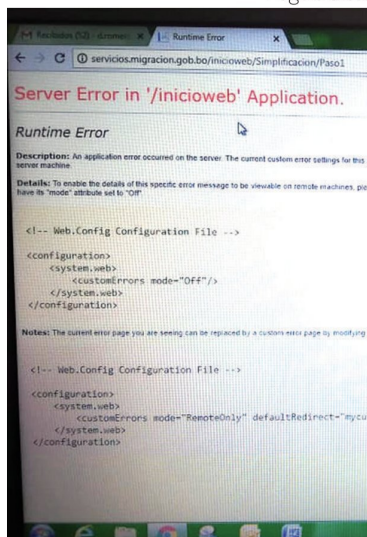 Recibidos (52) -
Runtime Error
servicios.migracion.gob.bo/inicioweb/Simplificacion/Paso1
Server Error in '/inicioweb' Application.
Runtime Error
Description: An application error occurred on the server. The current custom error settings for this
server machine.
Details: To enable the details of this specific error message to be viewable on remote machines, ple
have its "mode" attribute set to "Off".
<!-- Web.Config Configuration File -->
<configuration>
<system.web>
<customErrors mode="Off"/>
</system.web>
</configuration>
Notes: The current error page you are seeing can be replaced by a custom error page by modifying
<!-- Web.Config Configuration File -->
<configuration>
<system.web>
<customErrors mode="RemoteOnly" defaultRedirect="mycu
</system.web>
</configuration>